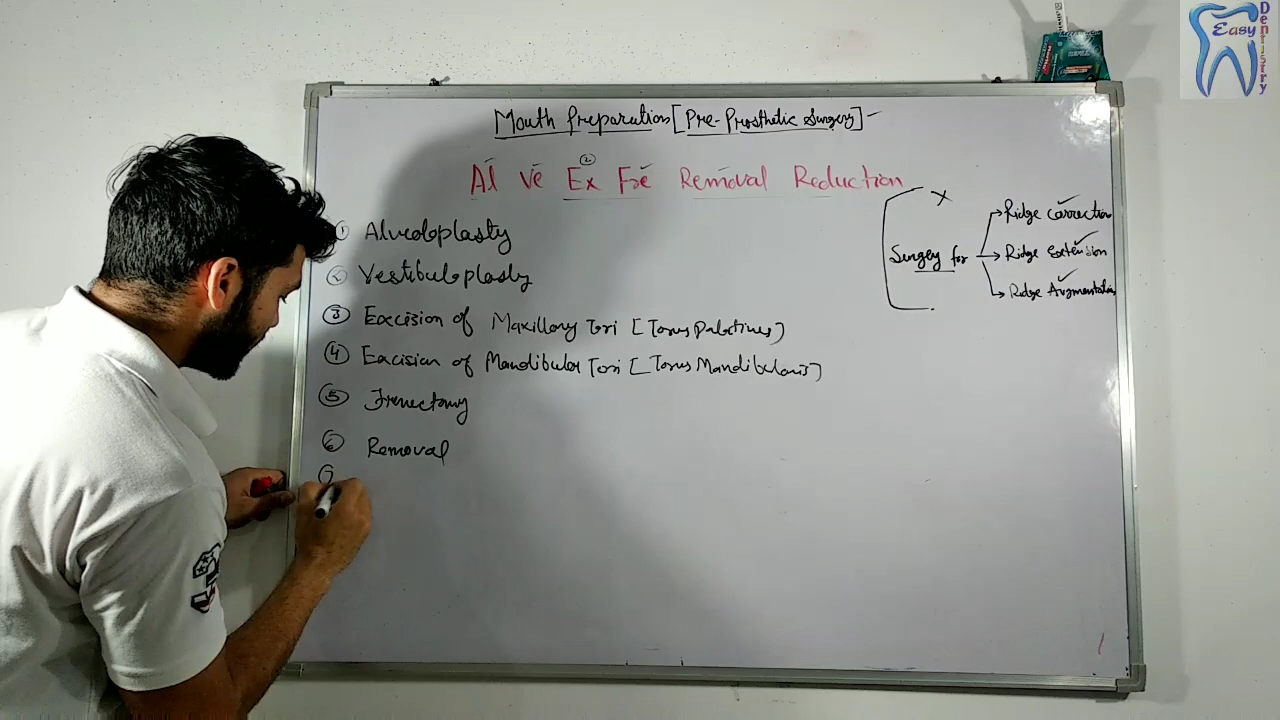 Easy Dentistry
Mouth Preparation [Pre-Prosthetic Surgery] -
②
Al ve Ex Fre Removal Reduction
① Alveoloplasty
② Vestibuloplasty
③ Excision of Maxillary Tori [Torus Palatinus]
④ Excision of Mandibular Tori [Torus Mandibularis]
⑤ Frenectomy
⑥ Removal
Surgery for
Ridge Correction
Ridge Extension
Ridge Augmentation